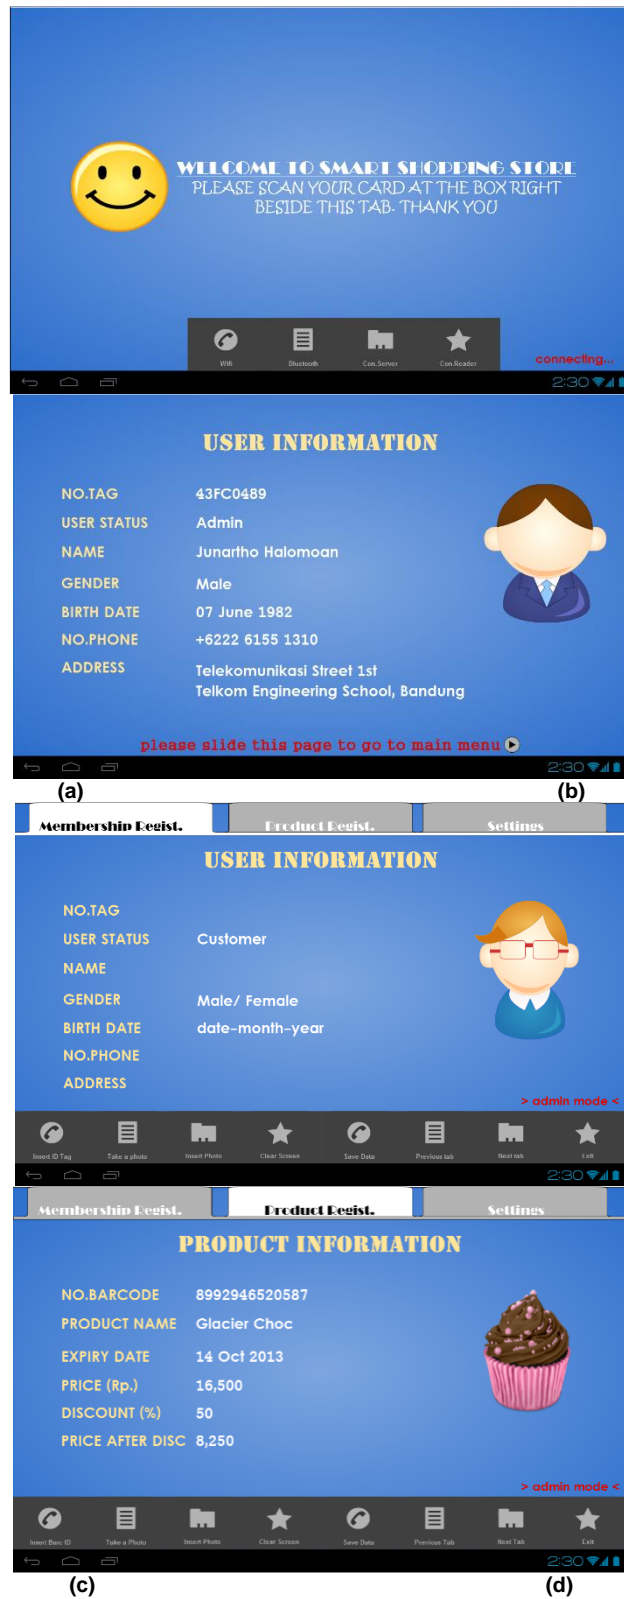 WELCOME TO SMART SHOPPING STORE
PLEASE SCAN YOUR CARD AT THE BOX RIGHT
BESIDE THIS TAB. THANK YOU
Wifi Bluetooth Con.Server Con.Reader
connecting...
2:30
USER INFORMATION
NO.TAG 43FC0489
USER STATUS Admin
NAME Junartho Halomoan
GENDER Male
BIRTH DATE 07 June 1982
NO.PHONE +6222 6155 1310
ADDRESS Telekomunikasi Street 1st
Telkom Engineering School, Bandung
please slide this page to go to main menu
2:30
(a) (b)
Membership Regist. Product Regist. Settings
USER INFORMATION
NO.TAG
USER STATUS Customer
NAME
GENDER Male/ Female
BIRTH DATE date-month-year
NO.PHONE
ADDRESS
> admin mode <
Insert ID Tag Take a photo Insert Photo Clear Screen Save Data Previous tab Next tab Exit
2:30
Membership Regist. Product Regist. Settings
PRODUCT INFORMATION
NO.BARCODE 8992946520587
PRODUCT NAME Glacier Choc
EXPIRY DATE 14 Oct 2013
PRICE (Rp.) 16,500
DISCOUNT (%) 50
PRICE AFTER DISC 8,250
> admin mode <
Insert Barc ID Take a Photo Insert Photo Clear Screen Save Data Previous Tab Next Tab Exit
2:30
(c) (d)